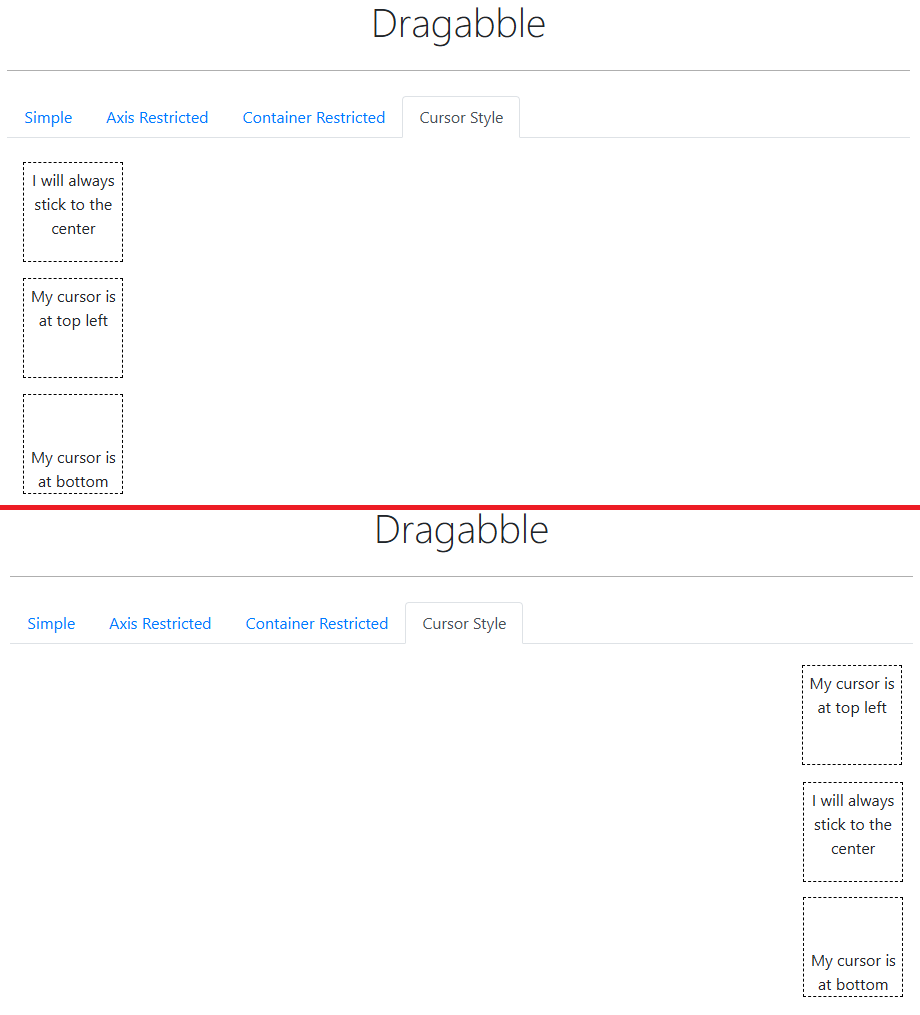 Dragabble
Simple Axis Restricted Container Restricted Cursor Style
I will always
stick to the
center
My cursor is
at top left
My cursor is
at bottom
Dragabble
Simple Axis Restricted Container Restricted Cursor Style
My cursor is
at top left
I will always
stick to the
center
My cursor is
at bottom